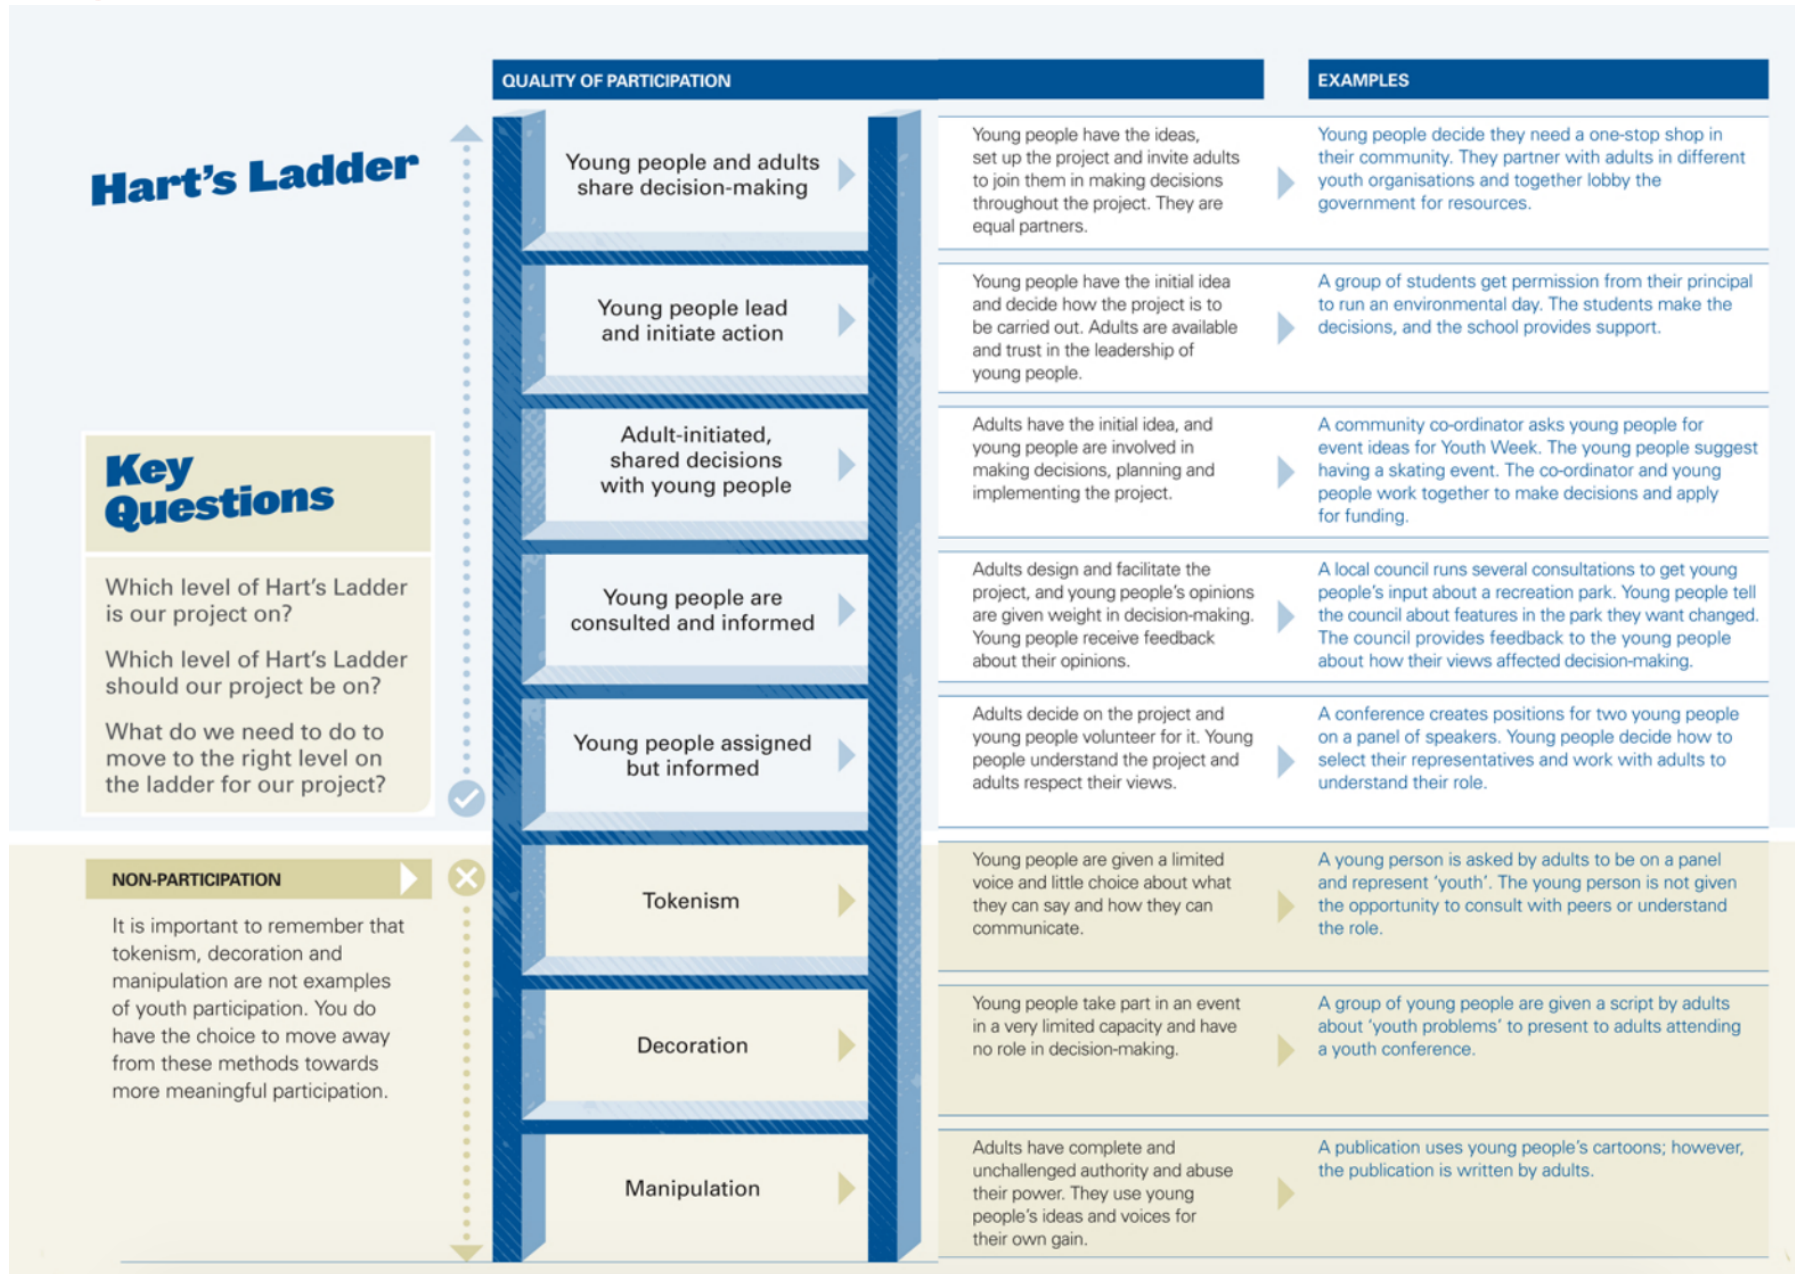 QUALITY OF PARTICIPATION
EXAMPLES
Hart's Ladder
Young people and adults
share decision-making
Young people have the ideas,
set up the project and invite adults
to join them in making decisions
throughout the project. They are
equal partners.
Young people decide they need a one-stop shop in
their community. They partner with adults in different
youth organisations and together lobby the
government for resources.
Young people lead
and initiate action
Young people have the initial idea
and decide how the project is to
be carried out. Adults are available
and trust in the leadership of
young people.
A group of students get permission from their principal
to run an environmental day. The students make the
decisions, and the school provides support.
Adult-initiated,
shared decisions
with young people
Adults have the initial idea, and
young people are involved in
making decisions, planning and
implementing the project.
A community co-ordinator asks young people for
event ideas for Youth Week. The young people suggest
having a skating event. The co-ordinator and young
people work together to make decisions and apply
for funding.
Key
Questions
Which level of Hart's Ladder
is our project on?
Which level of Hart's Ladder
should our project be on?
What do we need to do to
move to the right level on
the ladder for our project?
Young people are
consulted and informed
Adults design and facilitate the
project, and young people's opinions
are given weight in decision-making.
Young people receive feedback
about their opinions.
A local council runs several consultations to get young
people's input about a recreation park. Young people tell
the council about features in the park they want changed.
The council provides feedback to the young people
about how their views affected decision-making.
Young people assigned
but informed
Adults decide on the project and
young people volunteer for it. Young
people understand the project and
adults respect their views.
A conference creates positions for two young people
on a panel of speakers. Young people decide how to
select their representatives and work with adults to
understand their role.
NON-PARTICIPATION
It is important to remember that
tokenism, decoration and
manipulation are not examples
of youth participation. You do
have the choice to move away
from these methods towards
more meaningful participation.
Tokenism
Young people are given a limited
voice and little choice about what
they can say and how they can
communicate.
A young person is asked by adults to be on a panel
and represent 'youth'. The young person is not given
the opportunity to consult with peers or understand
the role.
Decoration
Young people take part in an event
in a very limited capacity and have
no role in decision-making.
A group of young people are given a script by adults
about 'youth problems' to present to adults attending
a youth conference.
Manipulation
Adults have complete and
unchallenged authority and abuse
their power. They use young
people's ideas and voices for
their own gain.
A publication uses young people's cartoons; however,
the publication is written by adults.